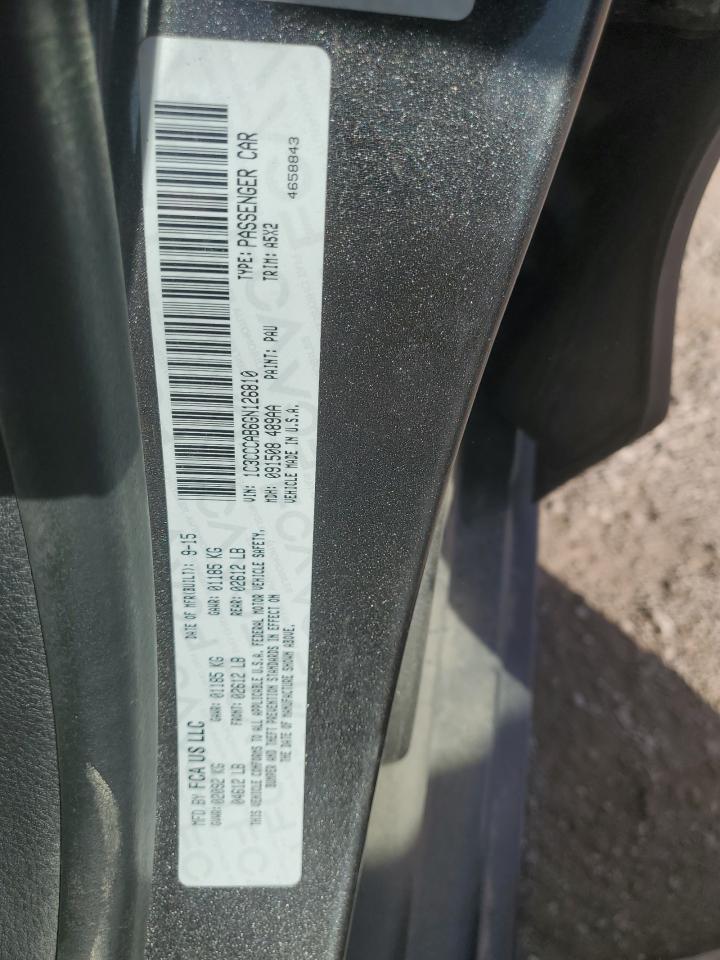 MFD BY FCA US LLC
DATE OF MFR(BUILT): 9-15
GVWR: 02092 KG
GAWR: 01185 KG
GAWR: 01185 KG
04612 LB
FRONT: 02612 LB
REAR: 02612 LB
THIS VEHICLE CONFORMS TO ALL APPLICABLE U.S.A. FEDERAL MOTOR VEHICLE SAFETY,
BUMPER AND THEFT PREVENTION STANDARDS IN EFFECT ON
THE DATE OF MANUFACTURE SHOWN ABOVE.
VIN: 1C3CCCAB6GN126810
TYPE: PASSENGER CAR
MDH: 091508 489AA
PAINT: PAU
TRIM: A5X2
VEHICLE MADE IN U.S.A.
4658843